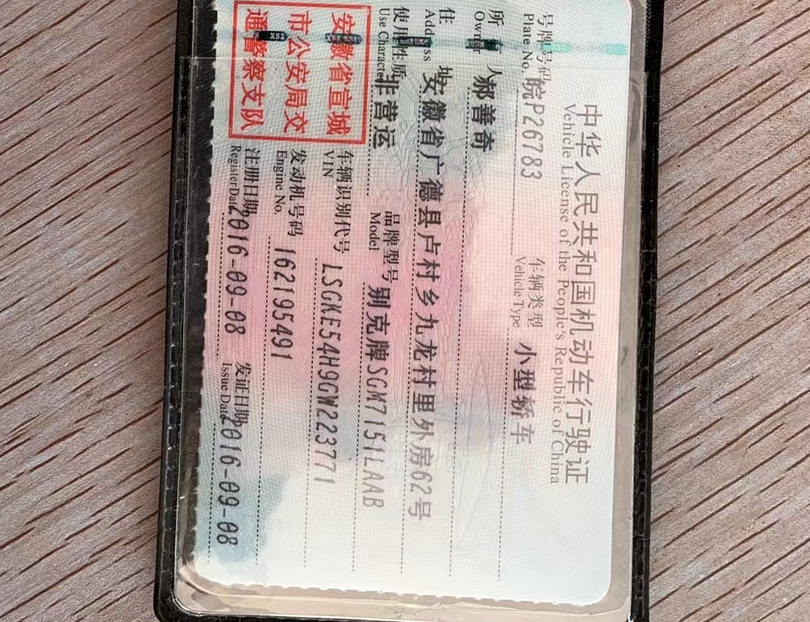 中华人民共和国机动车行驶证
Vehicle License of the People's Republic of China
号牌号码 皖P26783 车辆类型 小型轿车
Plate No. Vehicle Type
所有人 郝善奇
Owner
住址 安徽省广德县卢村乡九龙村里外房62号
Address
使用性质 非营运 品牌型号 别克牌SGM7151LAAB
Use Character Model
安徽省宣城市公安局交通警察支队
车辆识别代号 LSGKE54H9GW223771
VIN
发动机号码 162195491
Engine No.
注册日期 2016-09-08 发证日期 2016-09-08
Register Date Issue Date